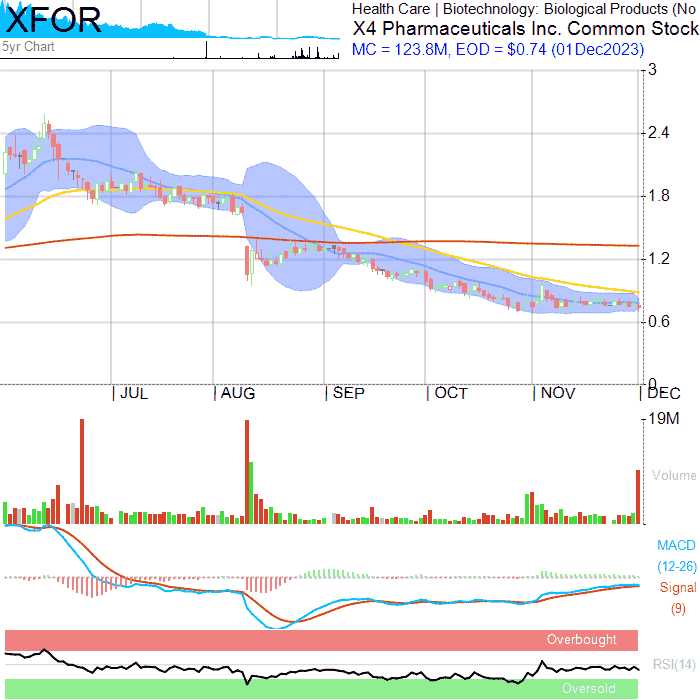 XFOR
5yr Chart
Health Care | Biotechnology: Biological Products (No
X4 Pharmaceuticals Inc. Common Stock
MC = 123.8M, EOD = $0.74 (01Dec2023)
3
2.4
1.8
1.2
0.6
0
JUL AUG SEP OCT NOV DEC
19M
Volume
MACD
(12-26)
Signal
(9)
Overbought
RSI(14)
Oversold